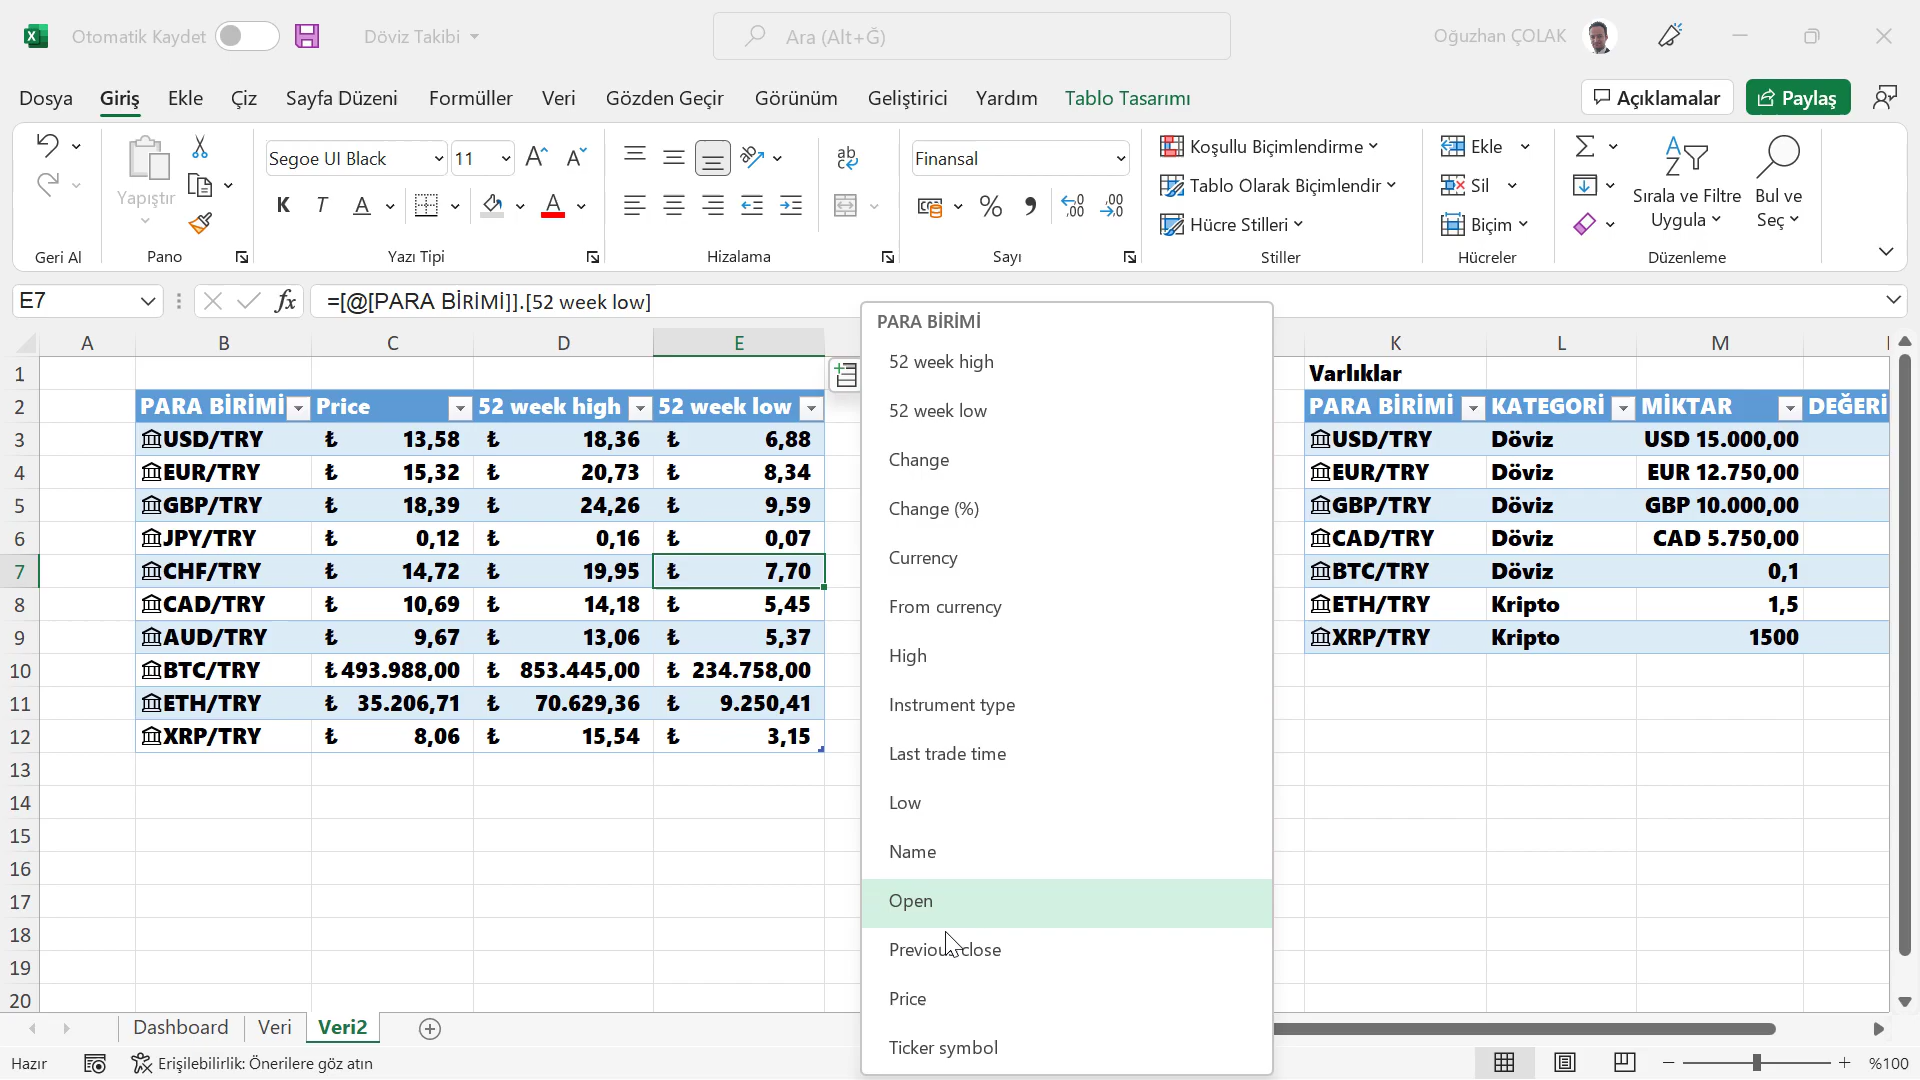 Otomatik Kaydet
Döviz Takibi
Ara (Alt+Ğ)
Oğuzhan ÇOLAK
Dosya Giriş Ekle Çiz Sayfa Düzeni Formüller Veri Gözden Geçir Görünüm Geliştirici Yardım Tablo Tasarımı
Açıklamalar
Paylaş
Yapıştır
Segoe UI Black 11
Finansal
K T A
Koşullu Biçimlendirme
Tablo Olarak Biçimlendir
Hücre Stilleri
Ekle
Sil
Biçim
Sırala ve Filtre
Uygula
Bul ve
Seç
Geri Al Pano Yazı Tipi Hizalama Sayı Stiller Hücreler Düzenleme
E7
fx
=[@[PARA BİRİMİ]].[52 week low]
A B C D E K L M
1 Varlıklar
2 PARA BİRİMİ Price 52 week high 52 week low PARA BİRİMİ KATEGORİ MİKTAR DEĞERİ
3 USD/TRY ₺ 13,58 ₺ 18,36 ₺ 6,88 USD/TRY Döviz USD 15.000,00
4 EUR/TRY ₺ 15,32 ₺ 20,73 ₺ 8,34 EUR/TRY Döviz EUR 12.750,00
5 GBP/TRY ₺ 18,39 ₺ 24,26 ₺ 9,59 GBP/TRY Döviz GBP 10.000,00
6 JPY/TRY ₺ 0,12 ₺ 0,16 ₺ 0,07 CAD/TRY Döviz CAD 5.750,00
7 CHF/TRY ₺ 14,72 ₺ 19,95 ₺ 7,70 BTC/TRY Döviz 0,1
8 CAD/TRY ₺ 10,69 ₺ 14,18 ₺ 5,45 ETH/TRY Kripto 1,5
9 AUD/TRY ₺ 9,67 ₺ 13,06 ₺ 5,37 XRP/TRY Kripto 1500
10 BTC/TRY ₺ 493.988,00 ₺ 853.445,00 ₺ 234.758,00
11 ETH/TRY ₺ 35.206,71 ₺ 70.629,36 ₺ 9.250,41
12 XRP/TRY ₺ 8,06 ₺ 15,54 ₺ 3,15
13
14
15
16
17
18
19
20
PARA BİRİMİ
52 week high
52 week low
Change
Change (%)
Currency
From currency
High
Instrument type
Last trade time
Low
Name
Open
Previous close
Price
Ticker symbol
Dashboard Veri Veri2
Hazır
Erişilebilirlik: Önerilere göz atın
%100